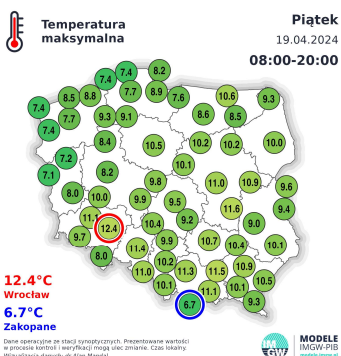 Temperatura
maksymalna
Piątek
19.04.2024
08:00-20:00
7.4 7.4 8.2
7.4 8.5 8.8 7.7 8.9 7.6 10.6 9.3
7.4 7.7 9.3 9.1 8.6 8.5
8.4 10.5 10.2 10.2 10.0
7.2 10.1
7.1 8.2 9.8 11.0 10.9 9.6
8.0 10.0 9.9 9.5 11.6 9.4
11.1 12.4 10.4 9.2 9.0
9.7 9.9 10.7 10.4 10.1
8.0 11.4 10.2 10.9
11.0 11.3 11.5 10.5
10.1 11.1 10.1
6.7 9.3
12.4°C
Wrocław
6.7°C
Zakopane
Dane operacyjne ze stacji synoptycznych. Prezentowane wartości
w procesie kontroli i weryfikacji mogą ulec zmianie. Czas lokalny.
IMGW
MODELE
IMGW-PIB